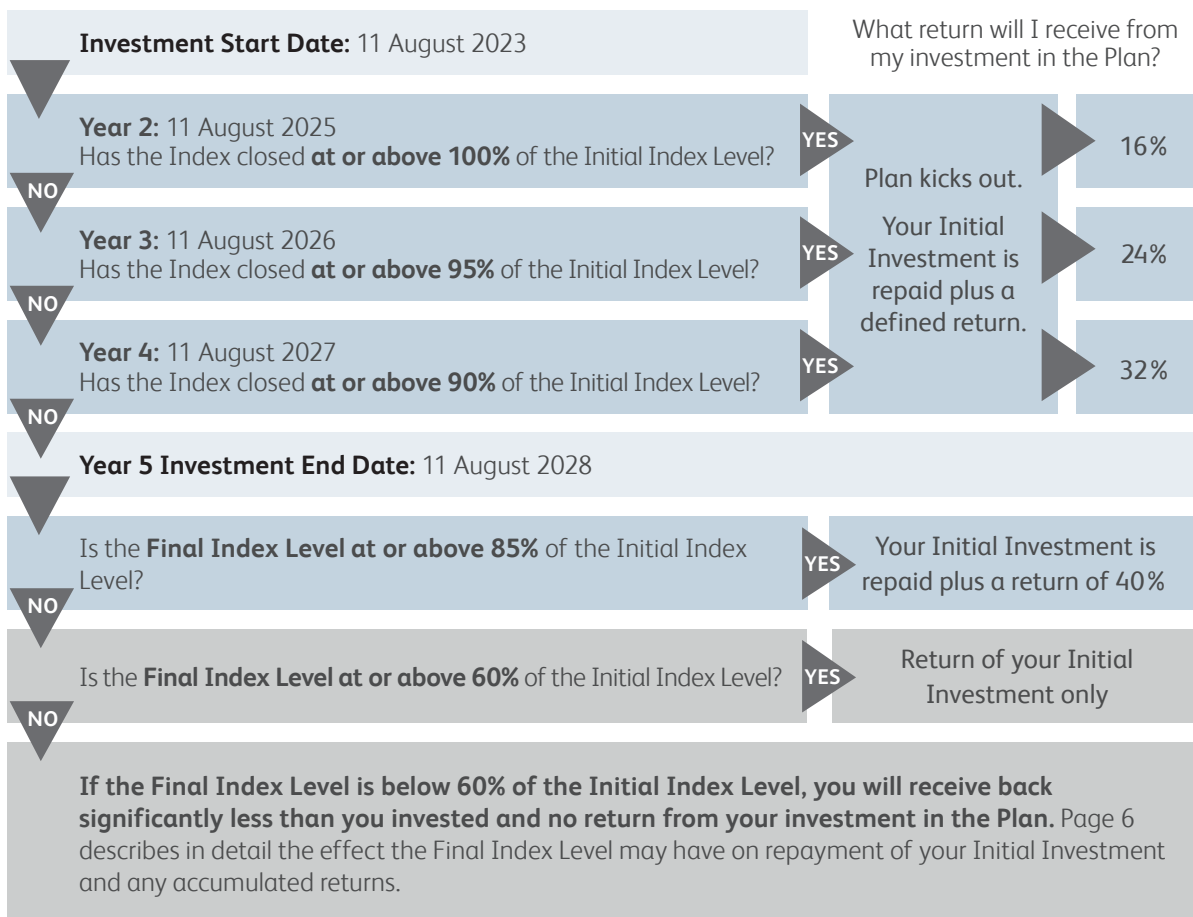 Investment Start Date: 11 August 2023
What return will I receive from
my investment in the Plan?
Year 2: 11 August 2025
Has the Index closed at or above 100% of the Initial Index Level?
YES
16%
NO
Year 3: 11 August 2026
Has the Index closed at or above 95% of the Initial Index Level?
YES
24%
NO
Year 4: 11 August 2027
Has the Index closed at or above 90% of the Initial Index Level?
YES
32%
Plan kicks out.
Your Initial
Investment is
repaid plus a
defined return.
NO
Year 5 Investment End Date: 11 August 2028
Is the Final Index Level at or above 85% of the Initial Index
Level?
YES
Your Initial Investment is
repaid plus a return of 40%
NO
Is the Final Index Level at or above 60% of the Initial Index Level?
YES
Return of your Initial
Investment only
NO
If the Final Index Level is below 60% of the Initial Index Level, you will receive back
significantly less than you invested and no return from your investment in the Plan. Page 6
describes in detail the effect the Final Index Level may have on repayment of your Initial Investment
and any accumulated returns.